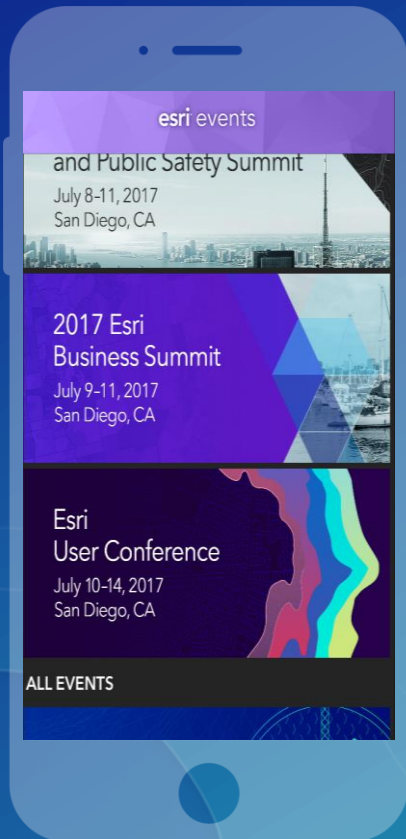 esri events
and Public Safety Summit
July 8-11, 2017
San Diego, CA
2017 Esri
Business Summit
July 9-11, 2017
San Diego, CA
Esri
User Conference
July 10-14, 2017
San Diego, CA
ALL EVENTS